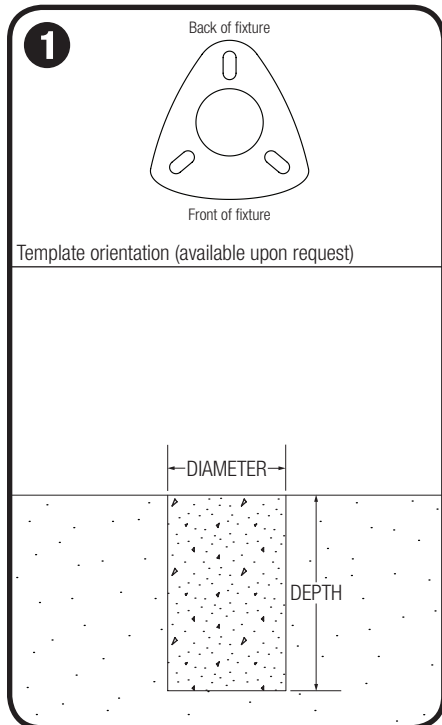 1
Back of fixture
Front of fixture
Template orientation (available upon request)
DIAMETER
DEPTH